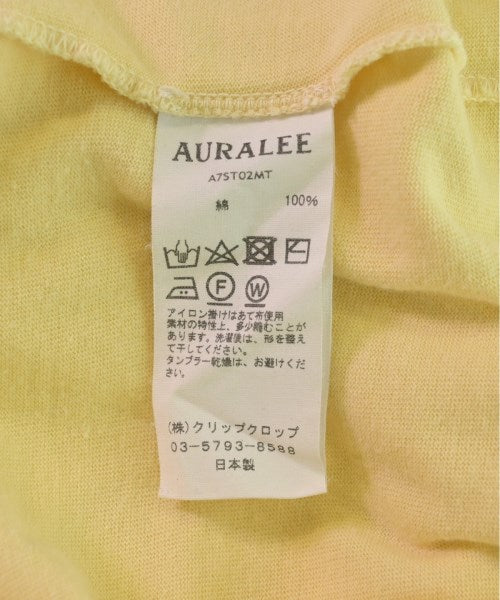 AURALEE
A7ST02MT
綿 100%
F W
アイロン掛けはあて布使用
素材の特性上、多少縮むことが
あります。洗濯後は、形を整え
て干してください。
タンブラー乾燥は、お避けくださ
い。
(株)クリップクロップ
03-5793-8588
日本製